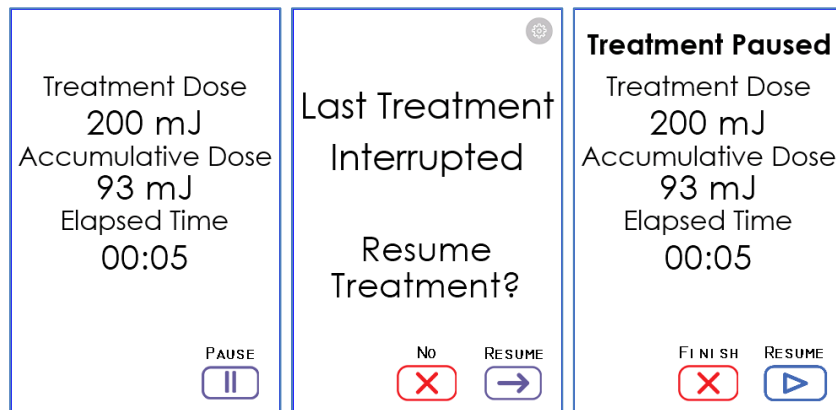 Treatment Dose
200 mJ
Accumulative Dose
93 mJ
Elapsed Time
00:05
PAUSE
Last Treatment
Interrupted
Resume
Treatment?
NO RESUME
Treatment Paused
Treatment Dose
200 mJ
Accumulative Dose
93 mJ
Elapsed Time
00:05
FINISH RESUME